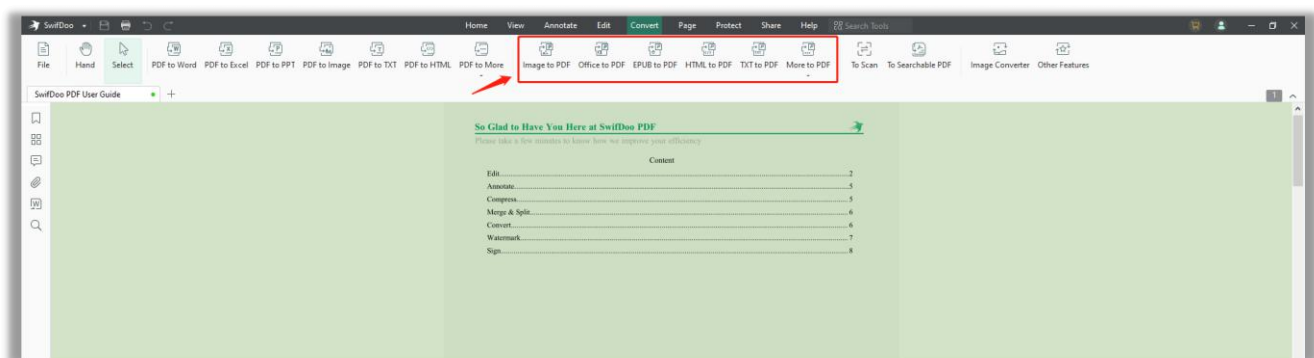 SwifDoo
Home View Annotate Edit Convert Page Protect Share Help Search Tools
File Hand Select PDF to Word PDF to Excel PDF to PPT PDF to Image PDF to TXT PDF to HTML PDF to More Image to PDF Office to PDF EPUB to PDF HTML to PDF TXT to PDF More to PDF To Scan To Searchable PDF Image Converter Other Features
SwifDoo PDF User Guide 1
So Glad to Have You Here at SwifDoo PDF
Please take a few minutes to know how we improve your efficiency
Content
Edit 2
Annotate 5
Compress 5
Merge & Split 6
Convert 6
Watermark 7
Sign 8